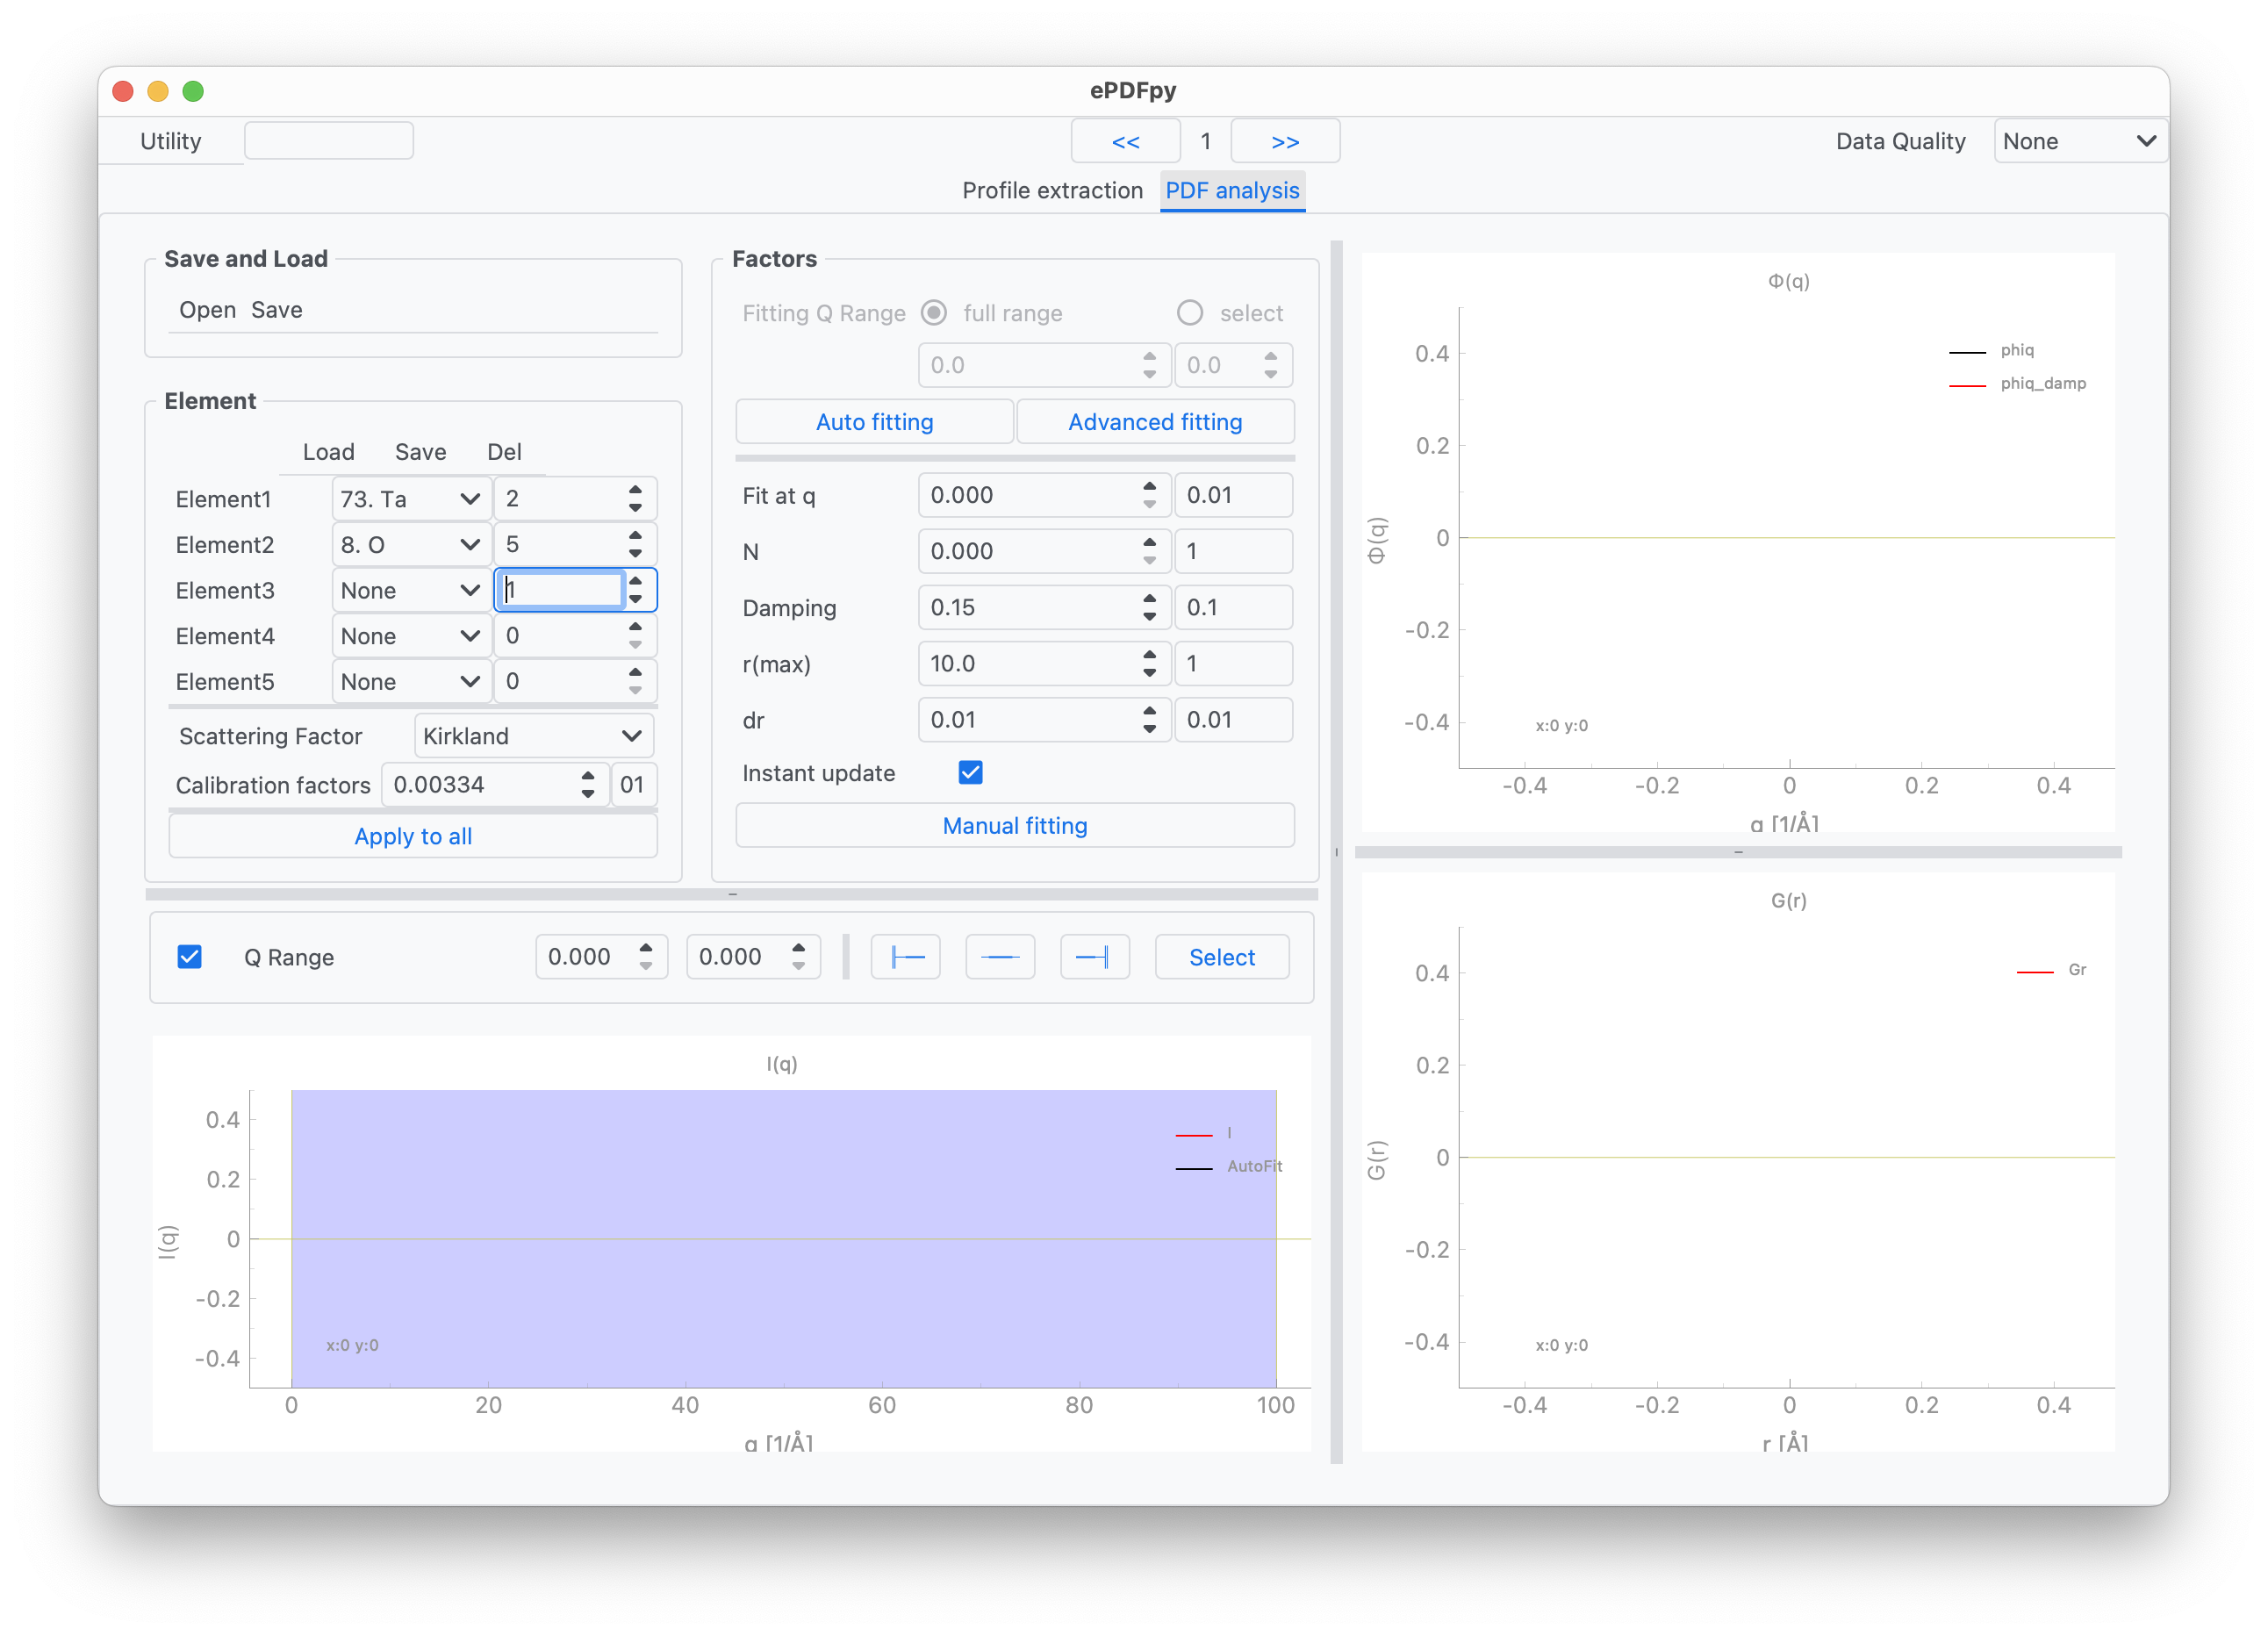 ePDFpy
Utility
<< 1 >>
Data Quality None
Profile extraction PDF analysis
Save and Load
Open Save
Element
Load Save Del
Element1 73. Ta 2
Element2 8. O 5
Element3 None 1
Element4 None 0
Element5 None 0
Scattering Factor Kirkland
Calibration factors 0.00334 01
Apply to all
Factors
Fitting Q Range full range select
0.0 0.0
Auto fitting Advanced fitting
Fit at q 0.000 0.01
N 0.000 1
Damping 0.15 0.1
r(max) 10.0 1
dr 0.01 0.01
Instant update
Manual fitting
Q Range 0.000 0.000 Select
I(q)
I
AutoFit
0.4
0.2
0
-0.2
-0.4
I(q)
x:0 y:0
0 20 40 60 80 100
q [1/Å]
Φ(q)
phiq
phiq_damp
0.4
0.2
0
-0.2
-0.4
Φ(q)
x:0 y:0
-0.4 -0.2 0 0.2 0.4
q [1/Å]
G(r)
Gr
0.4
0.2
0
-0.2
-0.4
G(r)
x:0 y:0
-0.4 -0.2 0 0.2 0.4
r [Å]